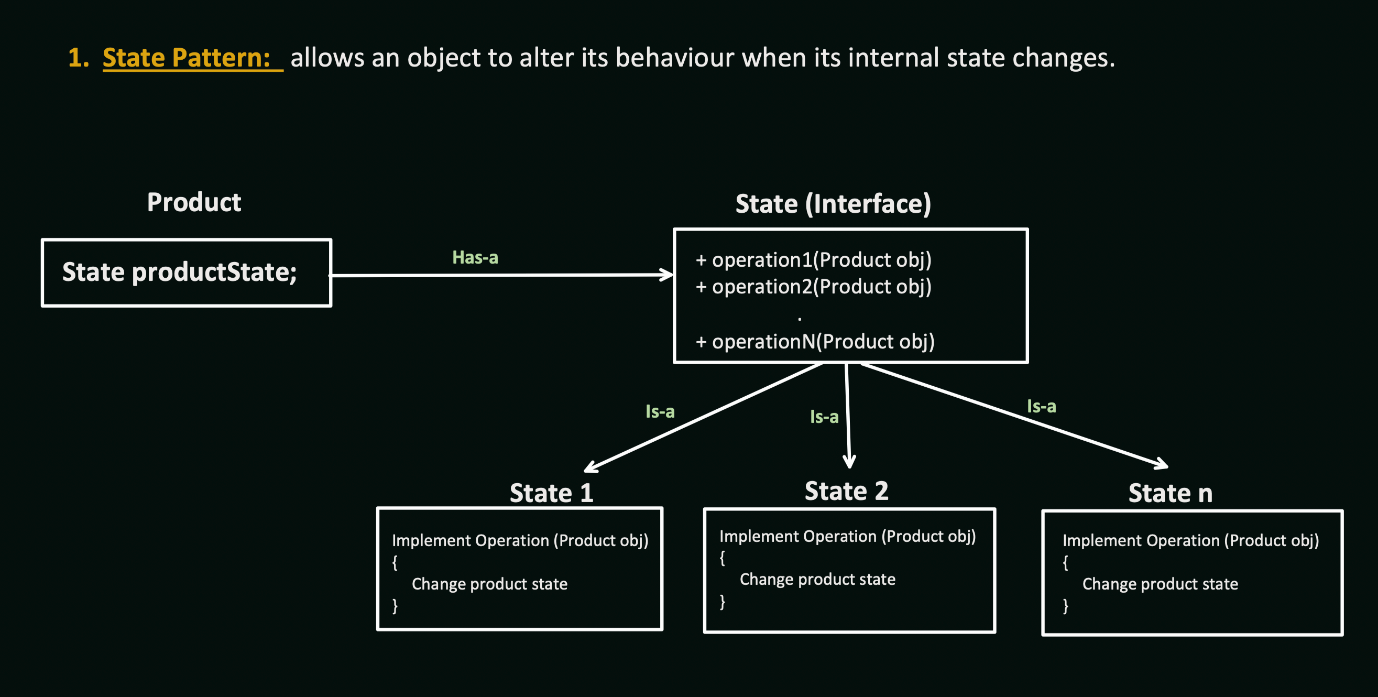 1. State Pattern: allows an object to alter its behaviour when its internal state changes.
Product
State (Interface)
State productState;
Has-a
+ operation1(Product obj)
+ operation2(Product obj)
.
+ operationN(Product obj)
Is-a
Is-a
Is-a
State 1
Implement Operation (Product obj)
{
Change product state
}
State 2
Implement Operation (Product obj)
{
Change product state
}
State n
Implement Operation (Product obj)
{
Change product state
}